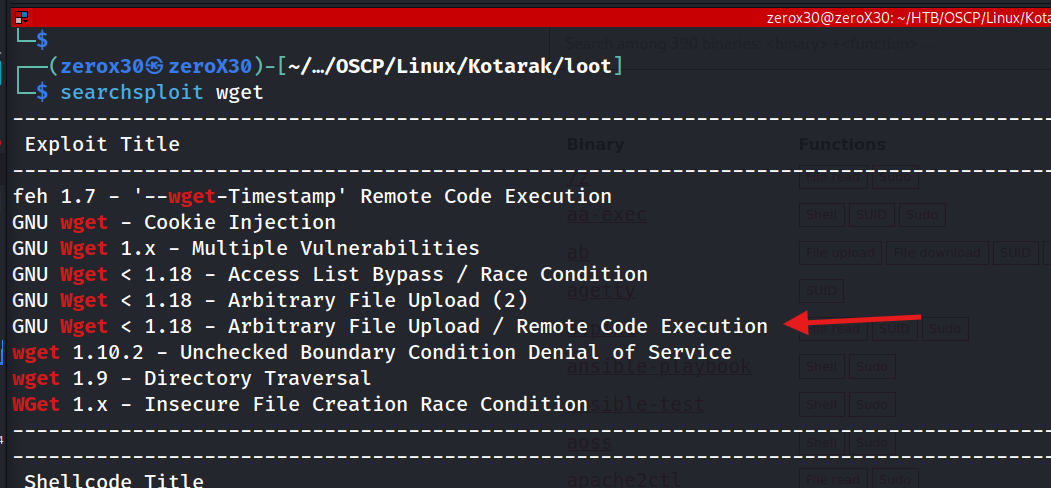 zerox30@zeroX30: ~/HTB/OSCP/Linux/Kota
└─$
Search among 390 binaries: <binary> +<function>
┌──(zerox30㉿zeroX30)-[~/…/OSCP/Linux/Kotarak/loot]
└─$ searchsploit wget
Exploit Title
Binary Functions
feh 1.7 - '--wget-Timestamp' Remote Code Execution
GNU wget - Cookie Injection
aa-exec Shell SUID Sudo
GNU Wget 1.x - Multiple Vulnerabilities
ab File upload File download SUID
GNU Wget < 1.18 - Access List Bypass / Race Condition
GNU Wget < 1.18 - Arbitrary File Upload (2)
agetty SUID
GNU Wget < 1.18 - Arbitrary File Upload / Remote Code Execution
SUID Sudo
wget 1.10.2 - Unchecked Boundary Condition Denial of Service
ansible-playbook Shell Sudo
wget 1.9 - Directory Traversal
WGet 1.x - Insecure File Creation Race Condition
ansible-test Shell Sudo
aoss Shell Sudo
Shellcode Title
apache2ctl File read Sudo